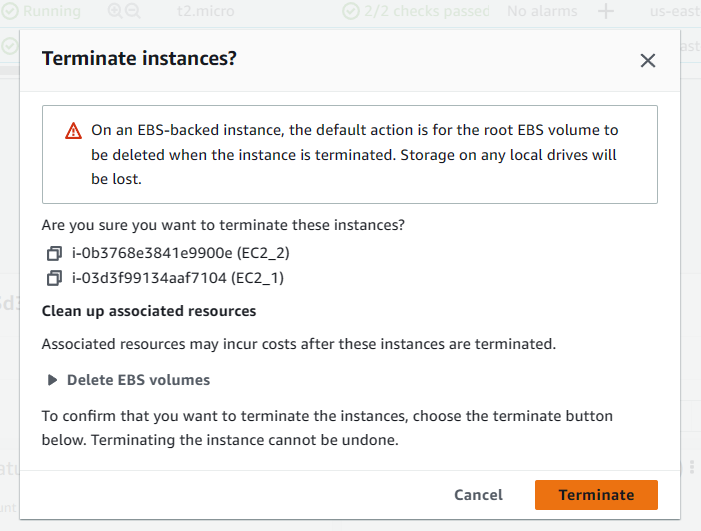 Running
t2.micro
2/2 checks passed
No alarms
us-east
Terminate instances?
On an EBS-backed instance, the default action is for the root EBS volume to
be deleted when the instance is terminated. Storage on any local drives will
be lost.
Are you sure you want to terminate these instances?
i-0b3768e3841e9900e (EC2_2)
i-03d3f99134aaf7104 (EC2_1)
Clean up associated resources
Associated resources may incur costs after these instances are terminated.
Delete EBS volumes
To confirm that you want to terminate the instances, choose the terminate button
below. Terminating the instance cannot be undone.
Cancel
Terminate